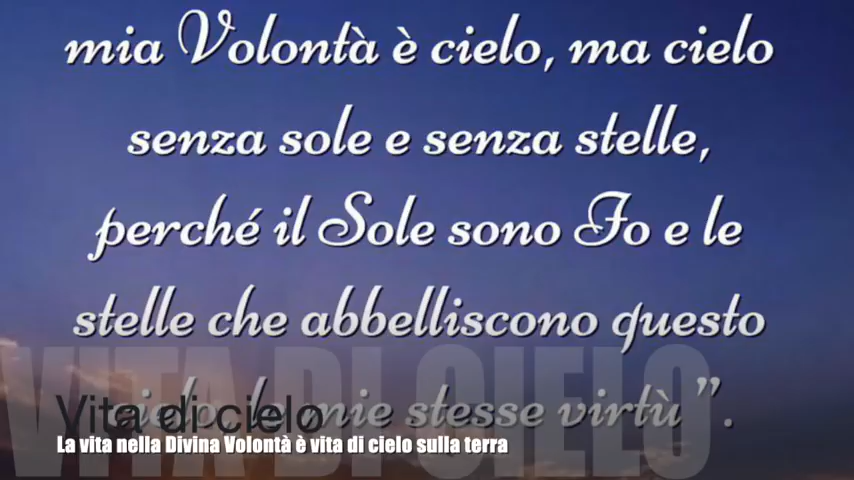 mia Volontà è cielo, ma cielo
senza sole e senza stelle,
perché il Sole sono Io e le
stelle che abbelliscono questo
cielo, le mie stesse virtù”.
VITA DI CIELO
Vita di cielo
La vita nella Divina Volontà è vita di cielo sulla terra